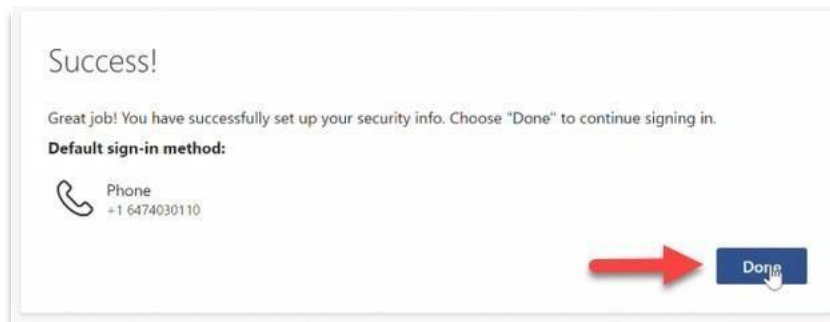 Success!
Great job! You have successfully set up your security info. Choose "Done" to continue signing in.
Default sign-in method:
Phone
+1 6474030110
Done